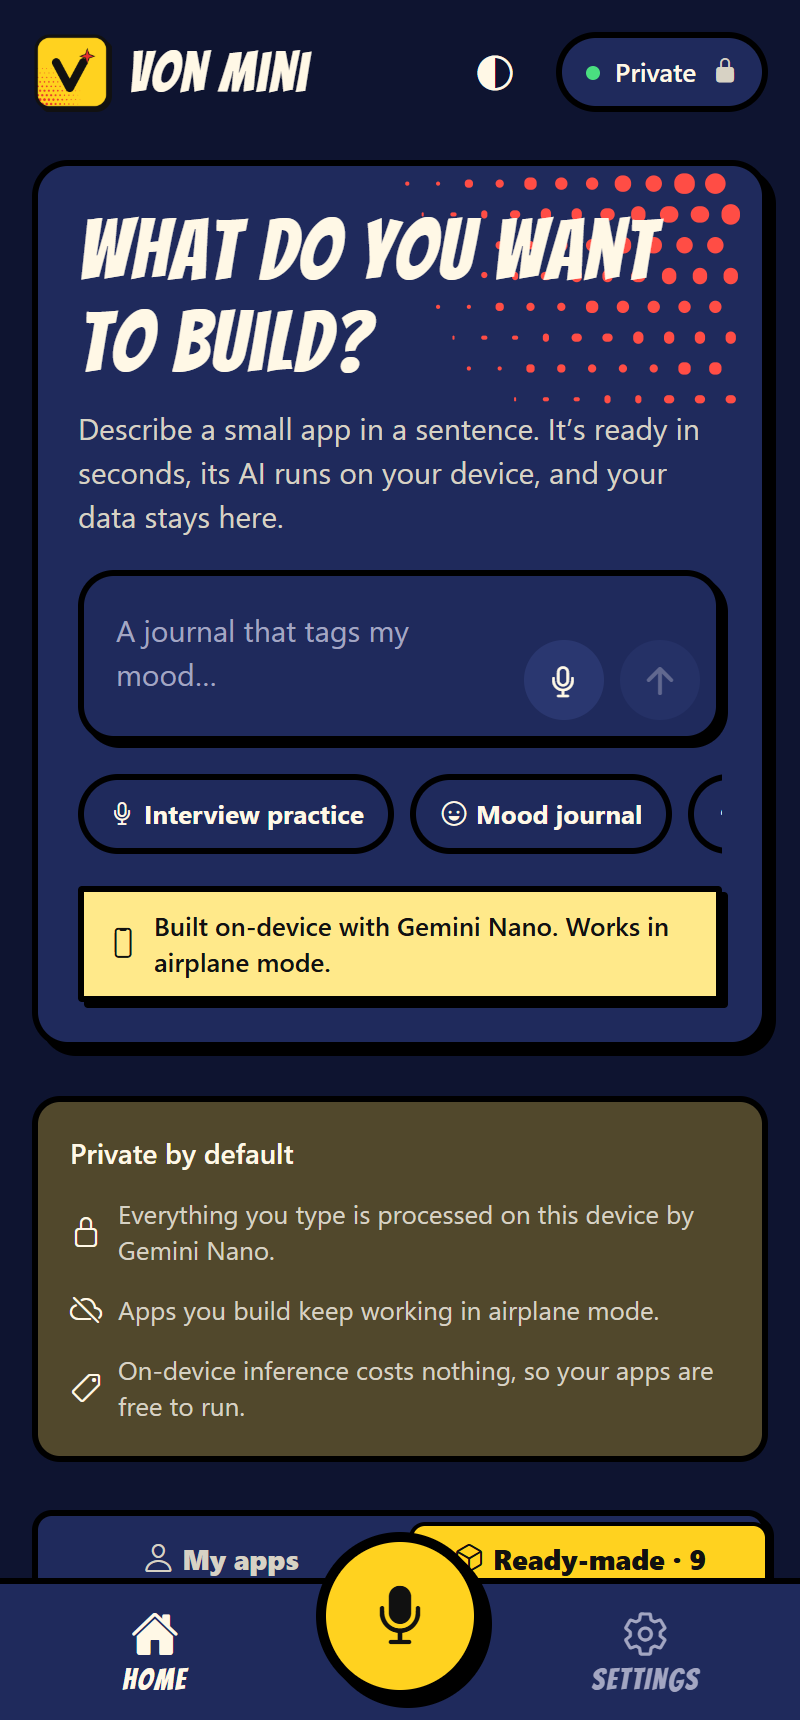 VON MINI
Private
WHAT DO YOU WANT
TO BUILD?
Describe a small app in a sentence. It’s ready in
seconds, its AI runs on your device, and your
data stays here.
A journal that tags my
mood...
Interview practice
Mood journal
Built on-device with Gemini Nano. Works in
airplane mode.
Private by default
Everything you type is processed on this device by
Gemini Nano.
Apps you build keep working in airplane mode.
On-device inference costs nothing, so your apps are
free to run.
My apps
Ready-made · 9
HOME
SETTINGS